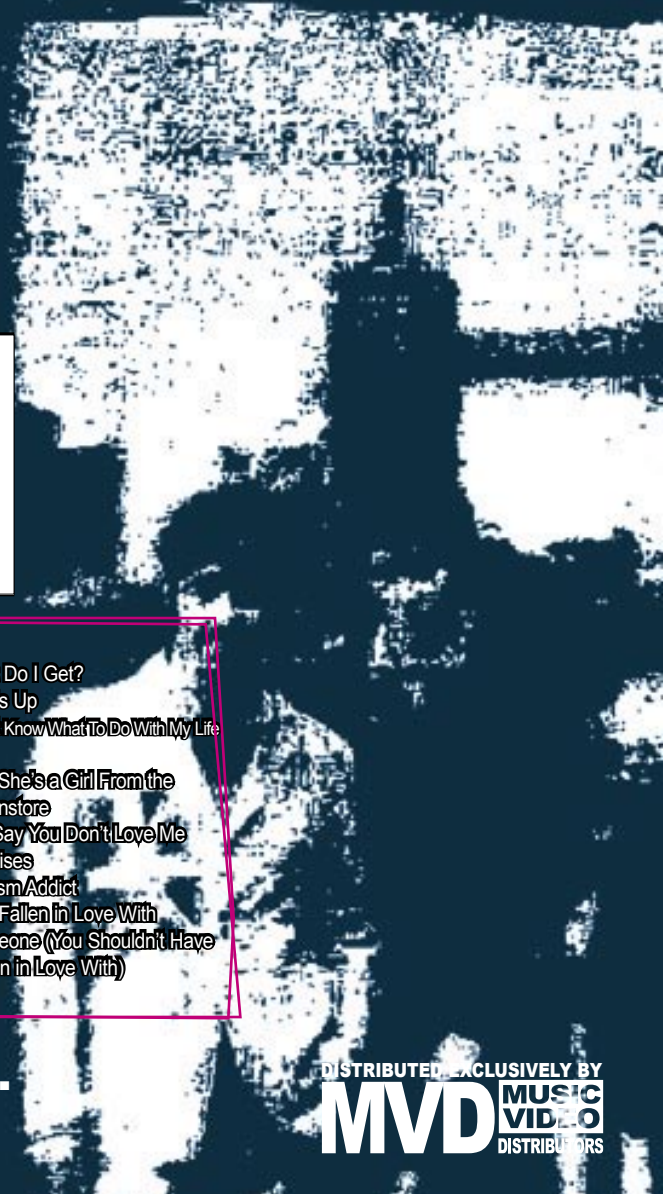 Do I Get?
s Up
Know What To Do With My Life
She's a Girl From the
nstore
Say You Don't Love Me
ises
sm Addict
Fallen in Love With
eone (You Shouldn't Have
n in Love With)
DISTRIBUTED EXCLUSIVELY BY
MVD MUSIC
VIDEO
DISTRIBUTORS